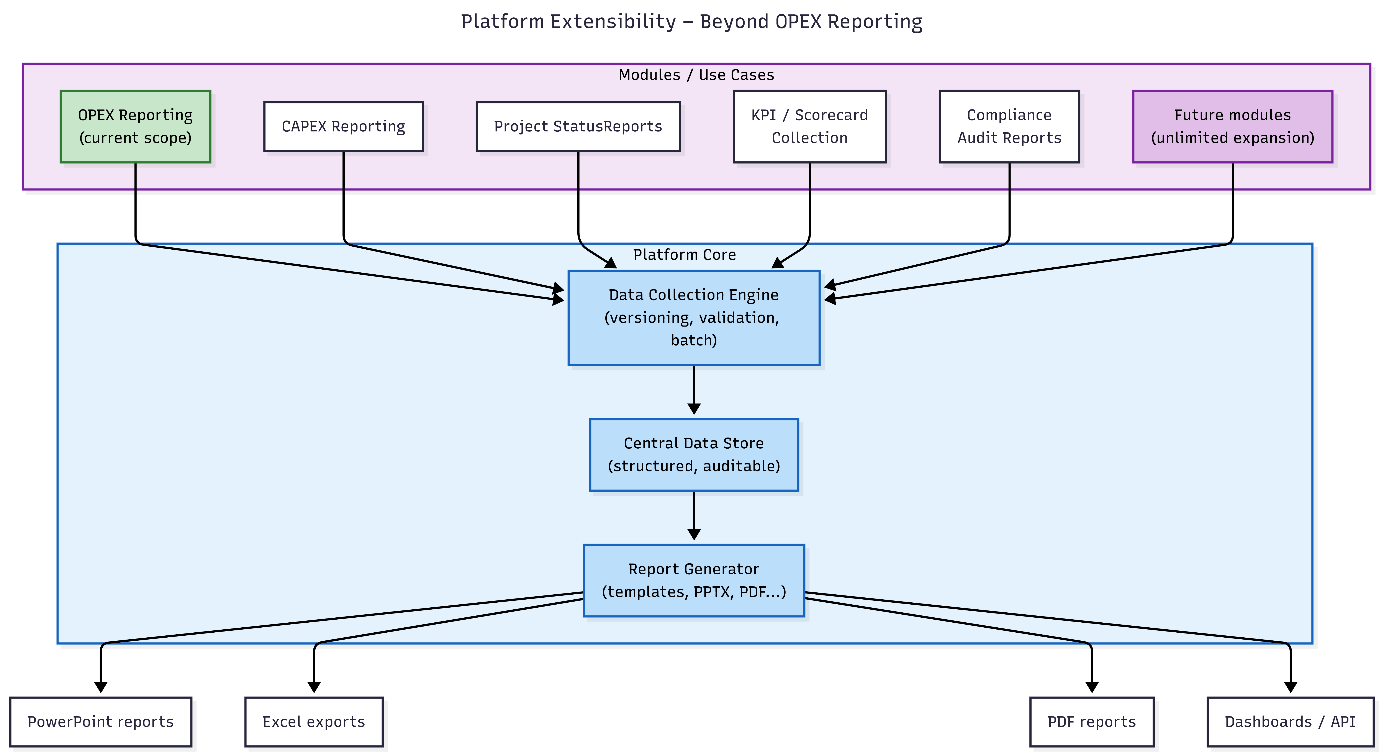 Platform Extensibility – Beyond OPEX Reporting
Modules / Use Cases
OPEX Reporting
(current scope)
CAPEX Reporting
Project StatusReports
KPI / Scorecard
Collection
Compliance
Audit Reports
Future modules
(unlimited expansion)
Platform Core
Data Collection Engine
(versioning, validation,
batch)
Central Data Store
(structured, auditable)
Report Generator
(templates, PPTX, PDF...)
PowerPoint reports
Excel exports
PDF reports
Dashboards / API